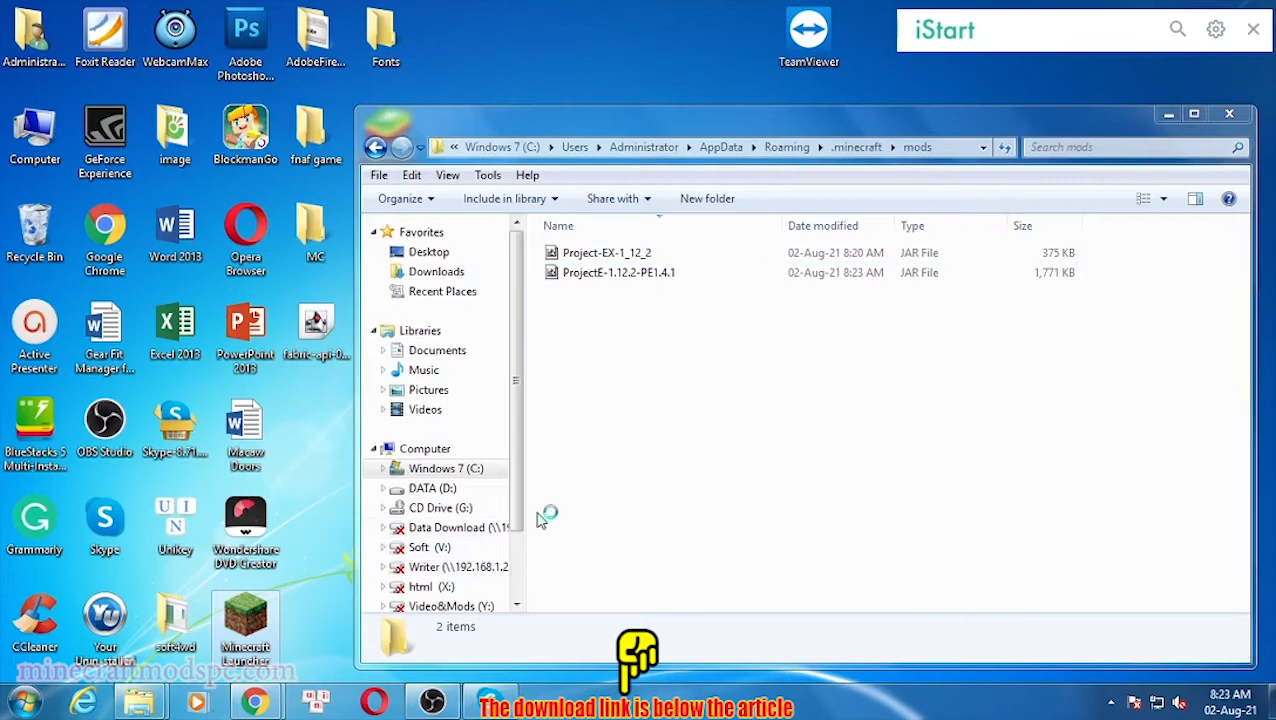 Administra...
Foxit Reader
WebcamMax
Ps
Adobe
Photosho...
AdobeFire...
Fonts
TeamViewer
iStart
Computer
GeForce
Experience
image
BlockmanGo
fnaf game
Recycle Bin
Google
Chrome
Word 2013
Opera
Browser
MC
Active
Presenter
Gear Fit
Manager f...
Excel 2013
PowerPoint
2013
fabric-api-0...
BlueStacks 5
Multi-Insta...
OBS Studio
Skype-8.71....
Macaw
Doors
Grammarly
Skype
U I
N
Unikey
Wondershare
DVD Creator
CCleaner
Your
Unin...staller
soft4wd
Minecraft
Launcher
minecraftmodspc.com
« Windows 7 (C:)
Users
Administrator
AppData
Roaming
.minecraft
mods
Search mods
File
Edit
View
Tools
Help
Organize
Include in library
Share with
New folder
Favorites
Desktop
Downloads
Recent Places
Libraries
Documents
Music
Pictures
Videos
Computer
Windows 7 (C:)
DATA (D:)
CD Drive (G:)
Data Download (\\19
Soft (V:)
Writer (\\192.168.1.2
html (X:)
Video&Mods (Y:)
Name
Date modified
Type
Size
Project-EX-1_12_2
02-Aug-21 8:20 AM
JAR File
375 KB
ProjectE-1.12.2-PE1.4.1
02-Aug-21 8:23 AM
JAR File
1,771 KB
2 items
The download link is below the article
8:23 AM
02-Aug-21